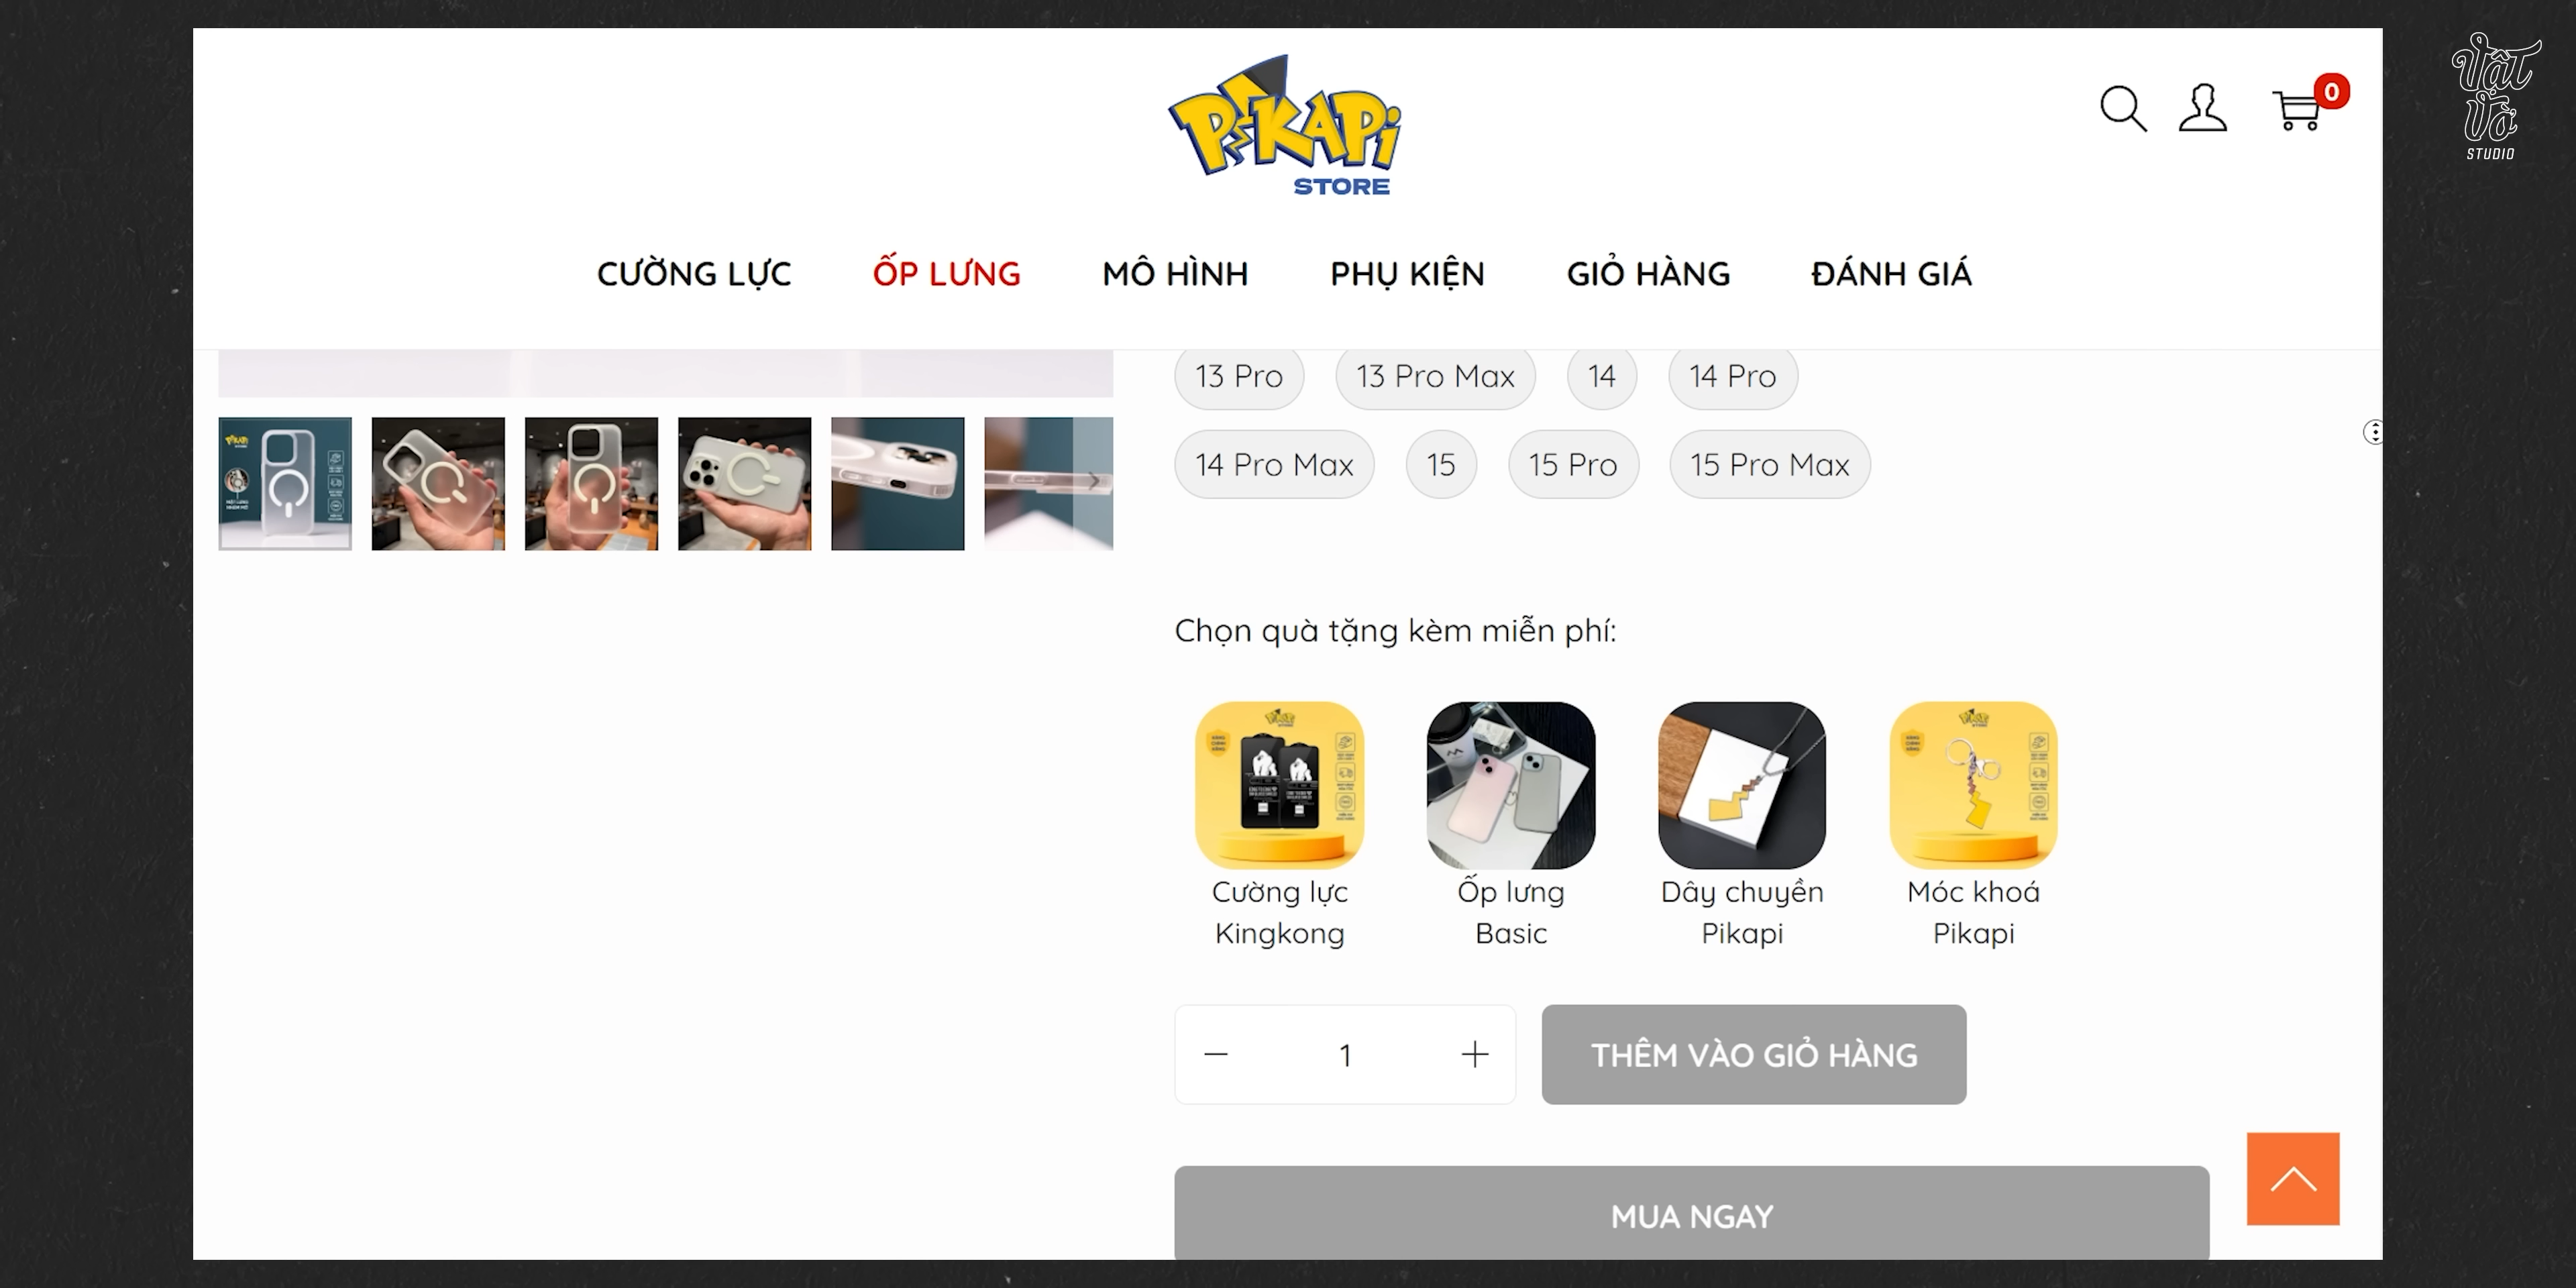 PiKAPi
STORE
0
Vật
Vờ
STUDIO
CƯỜNG LỰC
ỐP LƯNG
MÔ HÌNH
PHỤ KIỆN
GIỎ HÀNG
ĐÁNH GIÁ
13 Pro
13 Pro Max
14
14 Pro
14 Pro Max
15
15 Pro
15 Pro Max
Chọn quà tặng kèm miễn phí:
Cường lực
Kingkong
Ốp lưng
Basic
Dây chuyền
Pikapi
Móc khoá
Pikapi
1
THÊM VÀO GIỎ HÀNG
MUA NGAY